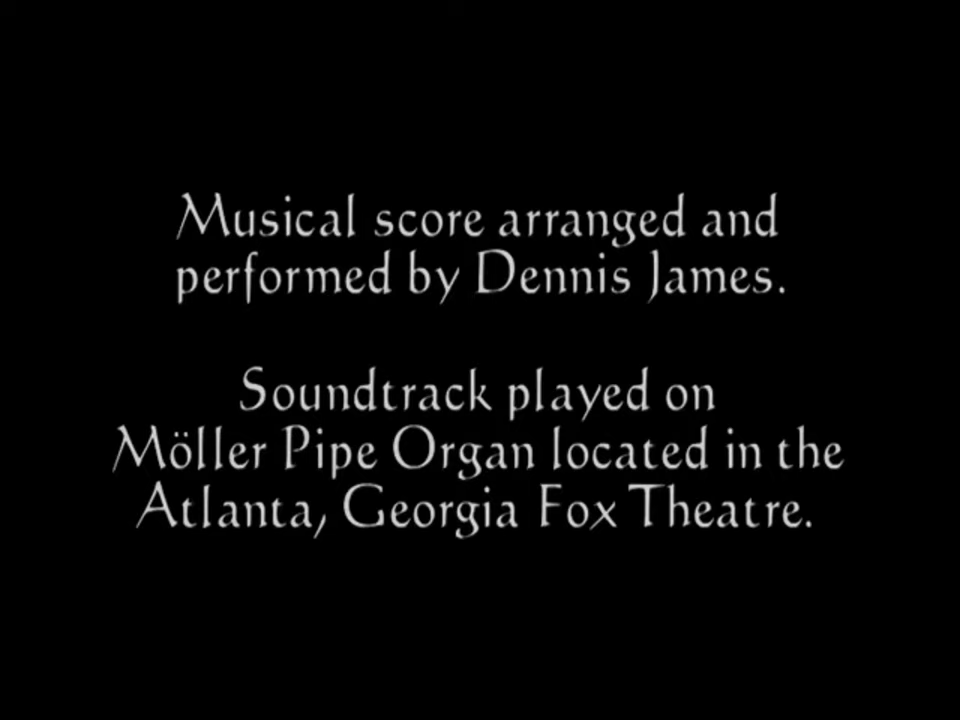 Musical score arranged and
performed by Dennis James.
Soundtrack played on
Möller Pipe Organ located in the
Atlanta, Georgia Fox Theatre.